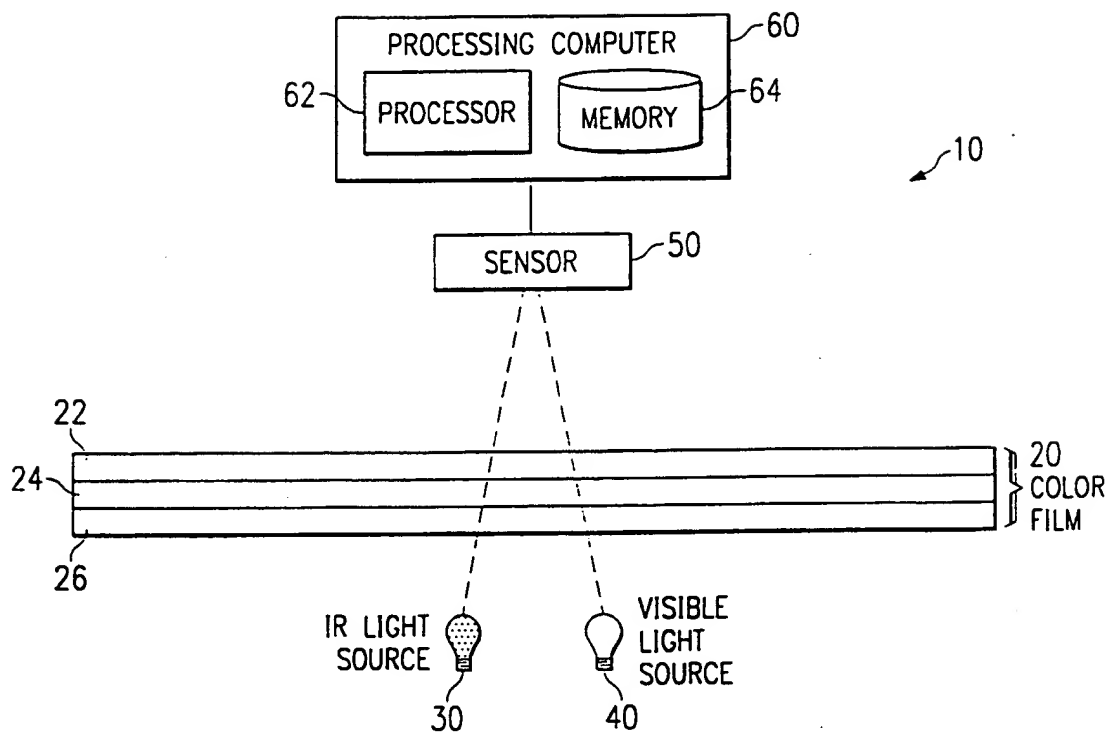 PROCESSING COMPUTER
60
62
PROCESSOR
MEMORY
64
10
SENSOR
50
22
24
26
20
COLOR
FILM
IR LIGHT
SOURCE
30
VISIBLE
LIGHT
SOURCE
40